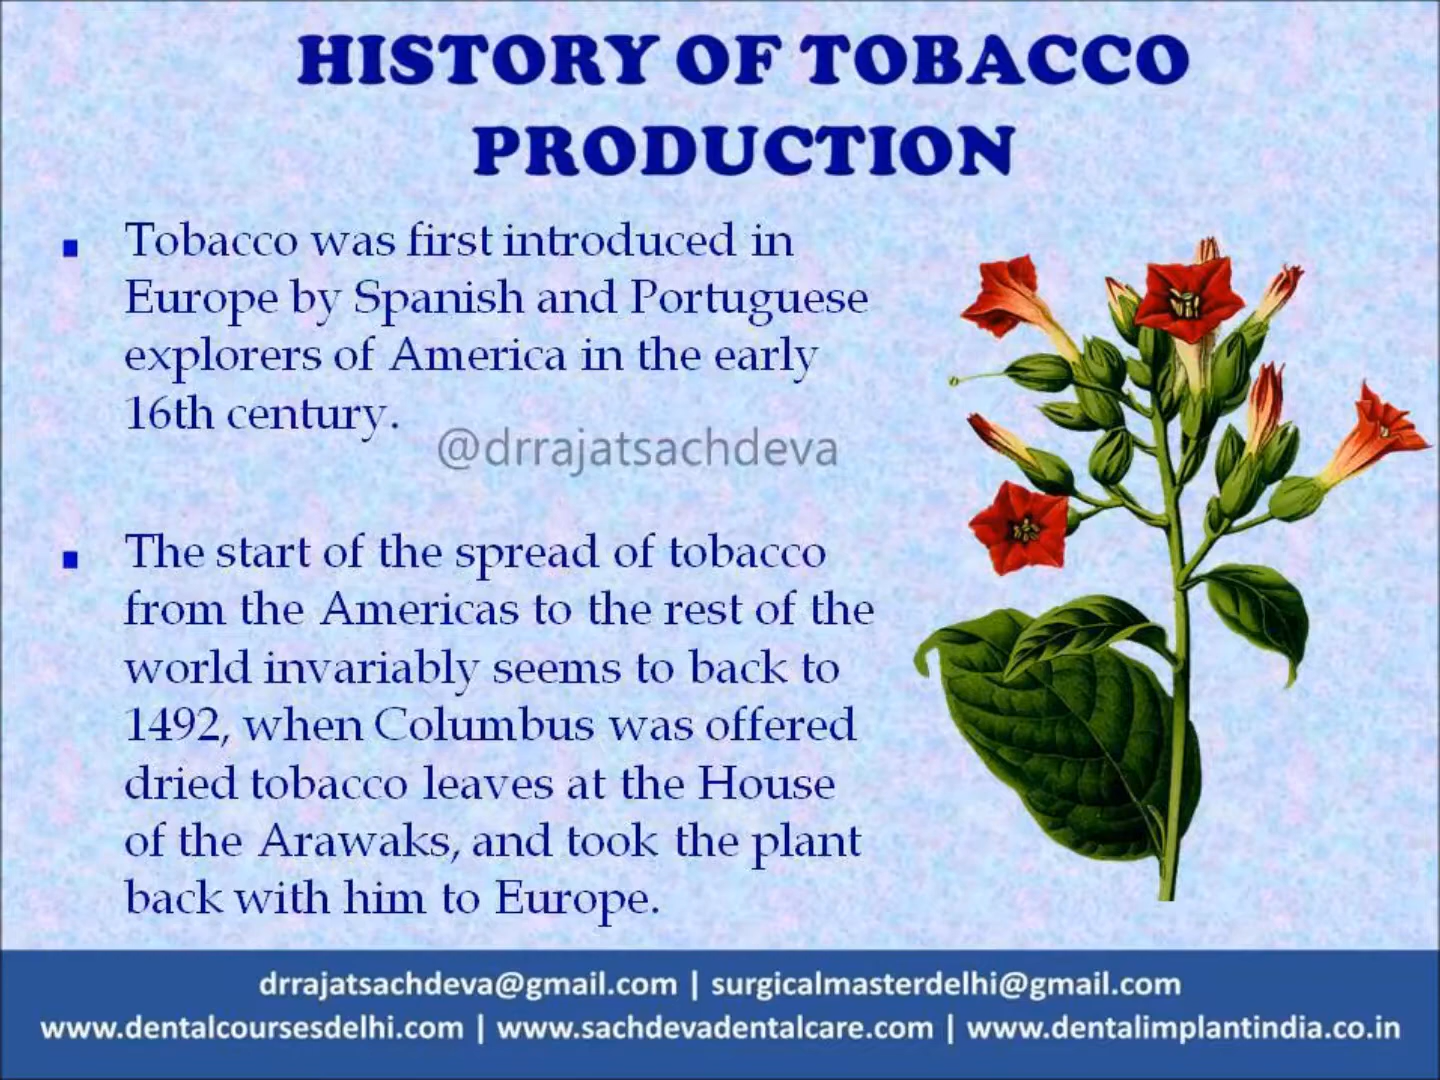 HISTORY OF TOBACCO
PRODUCTION
Tobacco was first introduced in
Europe by Spanish and Portuguese
explorers of America in the early
16th century.
@drrajatsachdeva
The start of the spread of tobacco
from the Americas to the rest of the
world invariably seems to back to
1492, when Columbus was offered
dried tobacco leaves at the House
of the Arawaks, and took the plant
back with him to Europe.
drrajatsachdeva@gmail.com | surgicalmasterdelhi@gmail.com
www.dentalcoursesdelhi.com | www.sachdevadentalcare.com | www.dentalimplantindia.co.in